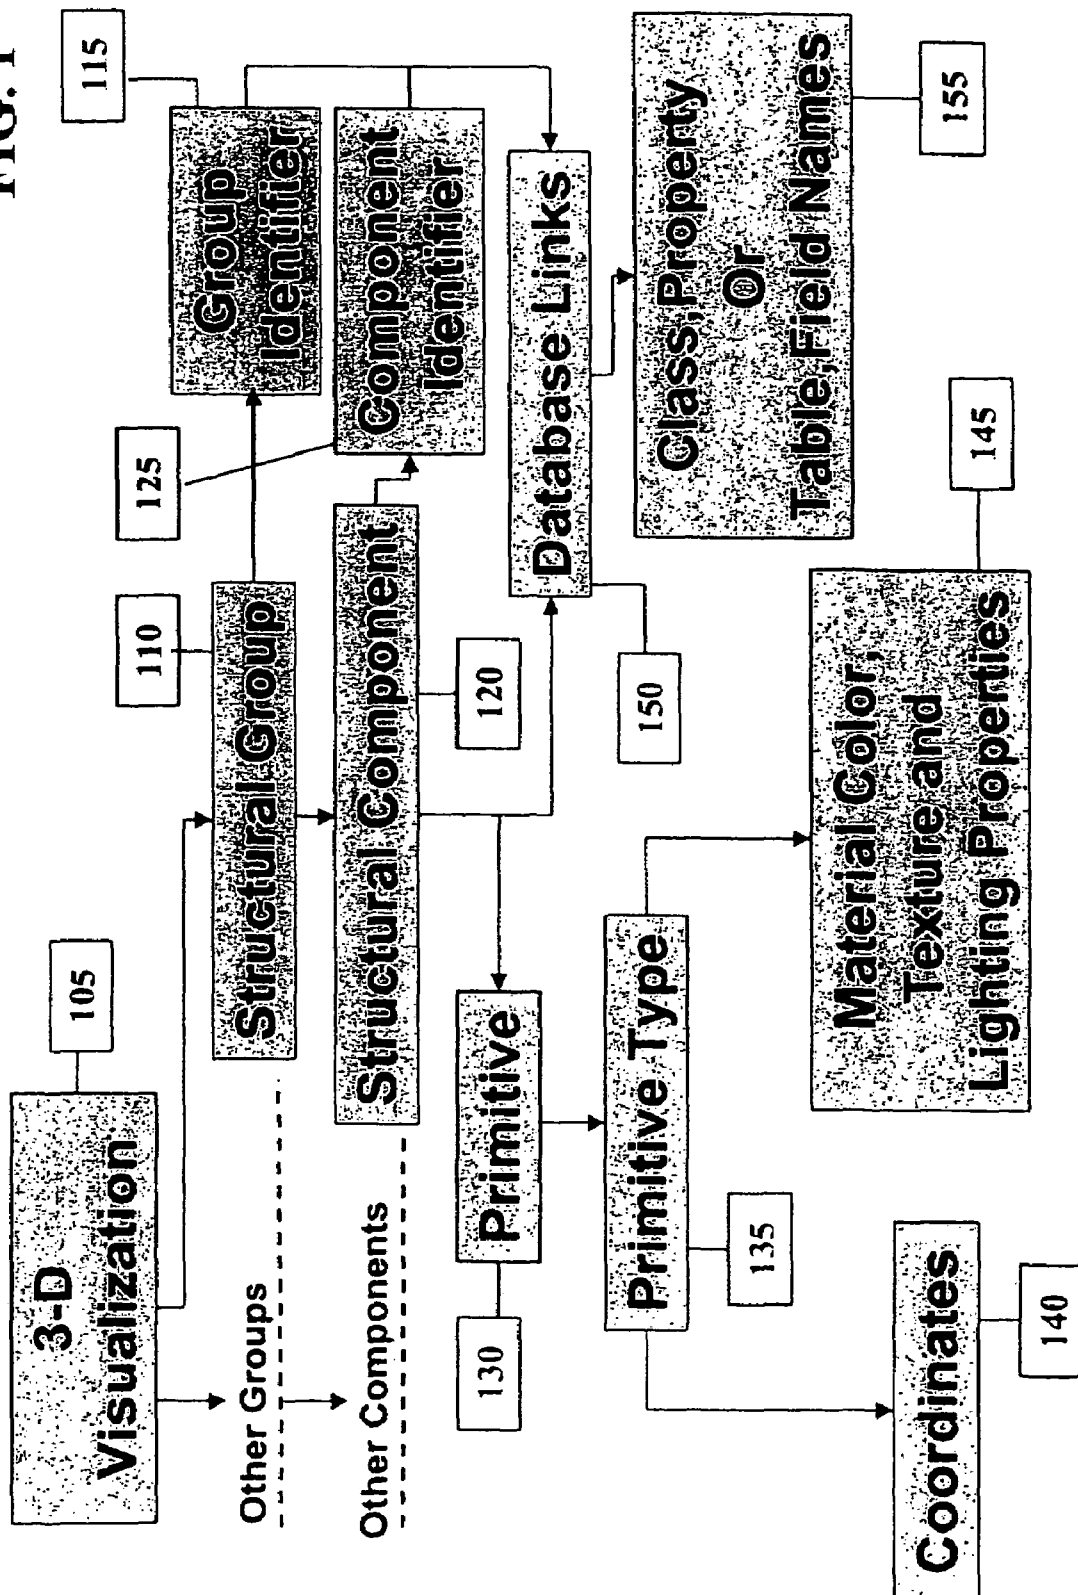 FIG. 1
3-D
Visualization
105
Other Groups
Other Components
Structural Group
110
Group
Identifier
115
Structural Component
120
Component
Identifier
125
Primitive
130
Database Links
150
Primitive Type
135
Class,Property
Or
Table,Field Names
155
Coordinates
140
Material Color,
Texture and
Lighting Properties
145